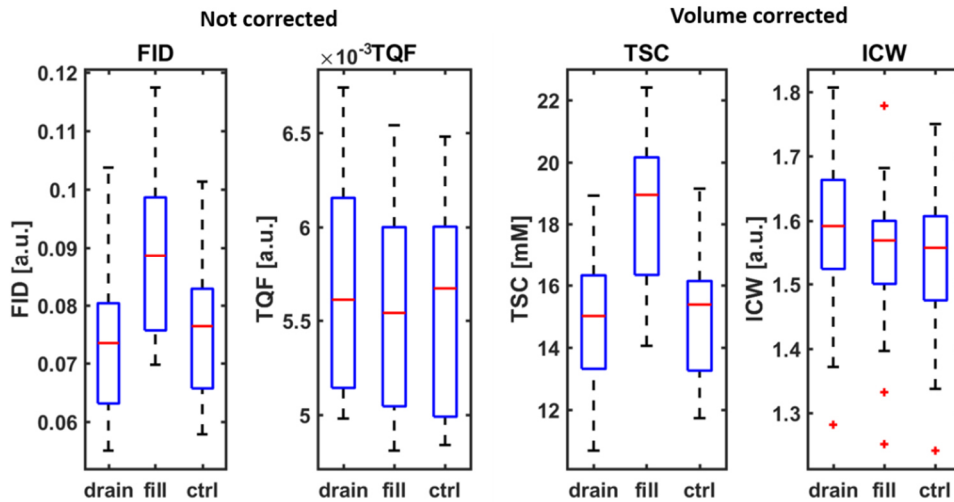 Not corrected
Volume corrected
FID
×10⁻³TQF
TSC
ICW
FID [a.u.]
0.12
0.11
0.1
0.09
0.08
0.07
0.06
drain fill ctrl
TQF [a.u.]
6.5
6
5.5
5
drain fill ctrl
TSC [mM]
22
20
18
16
14
12
drain fill ctrl
ICW [a.u.]
1.8
1.7
1.6
1.5
1.4
1.3
drain fill ctrl